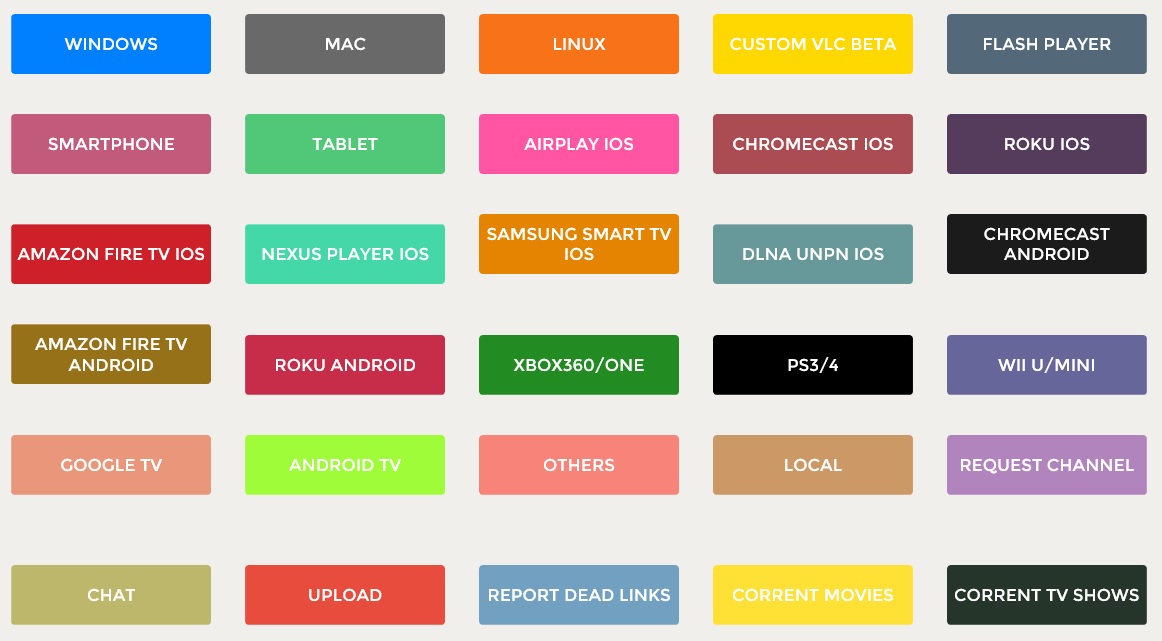 WINDOWS
MAC
LINUX
CUSTOM VLC BETA
FLASH PLAYER
SMARTPHONE
TABLET
AIRPLAY IOS
CHROMECAST IOS
ROKU IOS
AMAZON FIRE TV IOS
NEXUS PLAYER IOS
SAMSUNG SMART TV
IOS
DLNA UNPN IOS
CHROMECAST
ANDROID
AMAZON FIRE TV
ANDROID
ROKU ANDROID
XBOX360/ONE
PS3/4
WII U/MINI
GOOGLE TV
ANDROID TV
OTHERS
LOCAL
REQUEST CHANNEL
CHAT
UPLOAD
REPORT DEAD LINKS
CORRENT MOVIES
CORRENT TV SHOWS